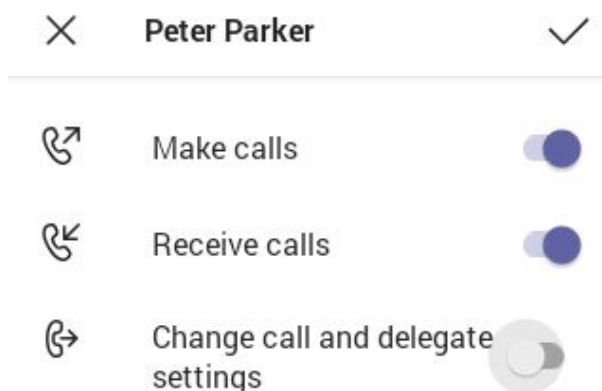 Peter Parker
Make calls
Receive calls
Change call and delegate
settings